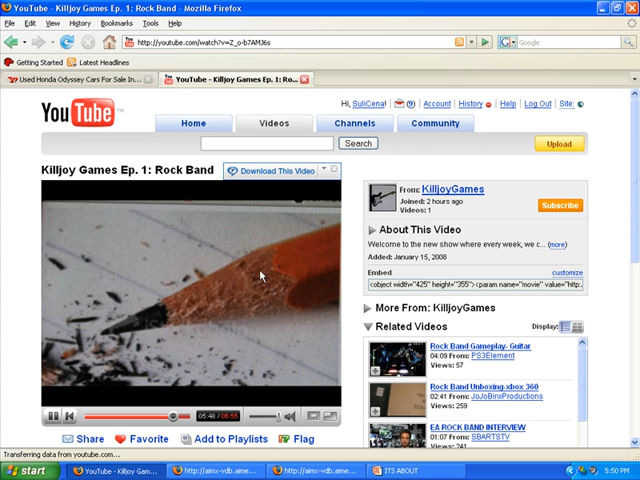 YouTube - Killjoy Games Ep. 1: Rock Band - Mozilla Firefox
File Edit View History Bookmarks Tools Help
http://youtube.com/watch?v=Z_o-b7AMJ6s
Google
Getting Started Latest Headlines
Used Honda Odyssey Cars For Sale In...
YouTube - Killjoy Games Ep. 1: Ro...
YouTube
Hi, SuliCena! (9) Account History Help Log Out Site:
Home Videos Channels Community
Search
Upload
Killjoy Games Ep. 1: Rock Band
Download This Video
05:48 / 06:55
Share Favorite Add to Playlists Flag
From: KilljoyGames
Joined: 2 hours ago
Videos: 1
Subscribe
About This Video
Welcome to the new show where every week, we c... (more)
Added: January 15, 2008
Embed customize
<object width="425" height="355"><param name="movie" value="http:
More From: KilljoyGames
Related Videos Display:
Rock Band Gameplay- Guitar
04:09 From: PS3Element
Views: 57
Rock Band Unboxing-xbox 360
02:41 From: JoJoBinxProductions
Views: 259
EA ROCK BAND INTERVIEW
01:07 From: SBARTSTV
Views: 241
Transferring data from youtube.com...
start
YouTube - Killjoy Gam...
http://aimx-vdb.aime...
http://aimx-vdb.aime...
ITS ABOUT
5:50 PM